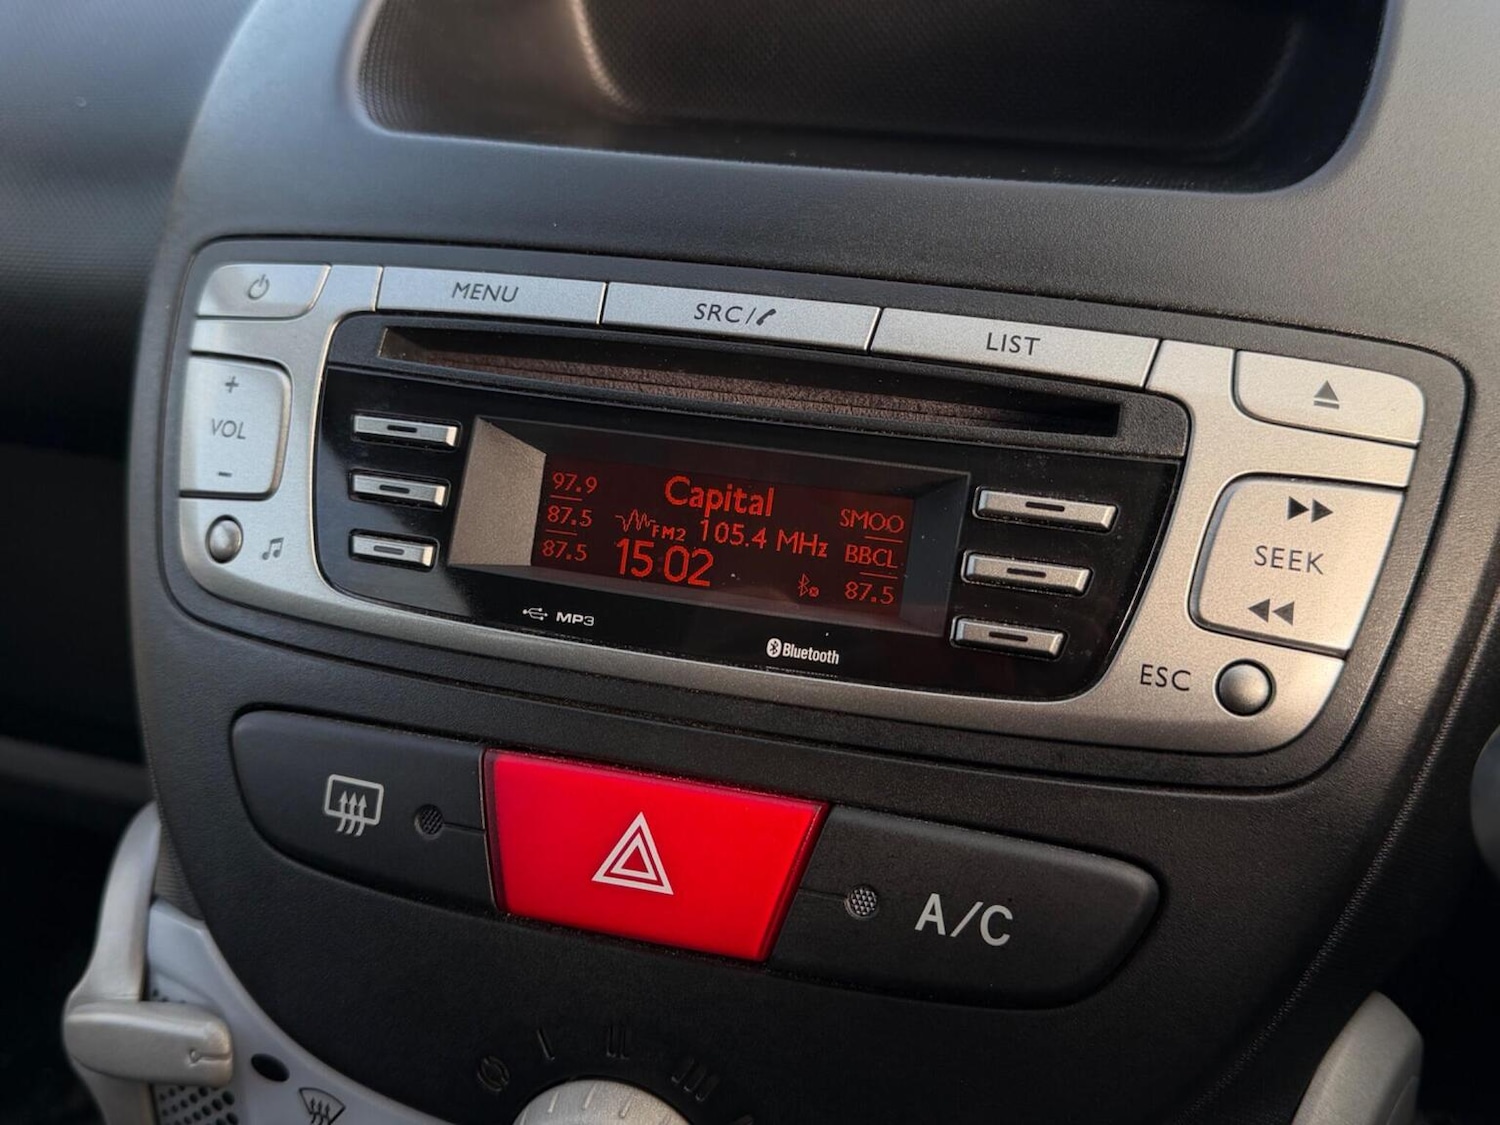 MENU
SRC/
LIST
+
VOL
-
97.9
87.5
87.5
Capital
FM2 105.4 MHz
15:02
SMOO
BBCL
87.5
SEEK
MP3
Bluetooth
ESC
A/C